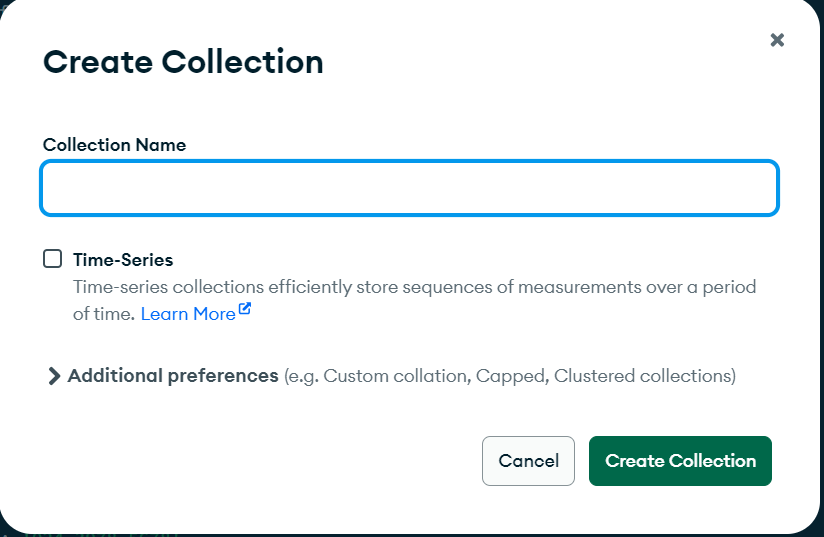 Create Collection
Collection Name
Time-Series
Time-series collections efficiently store sequences of measurements over a period
of time. Learn More
Additional preferences (e.g. Custom collation, Capped, Clustered collections)
Cancel
Create Collection